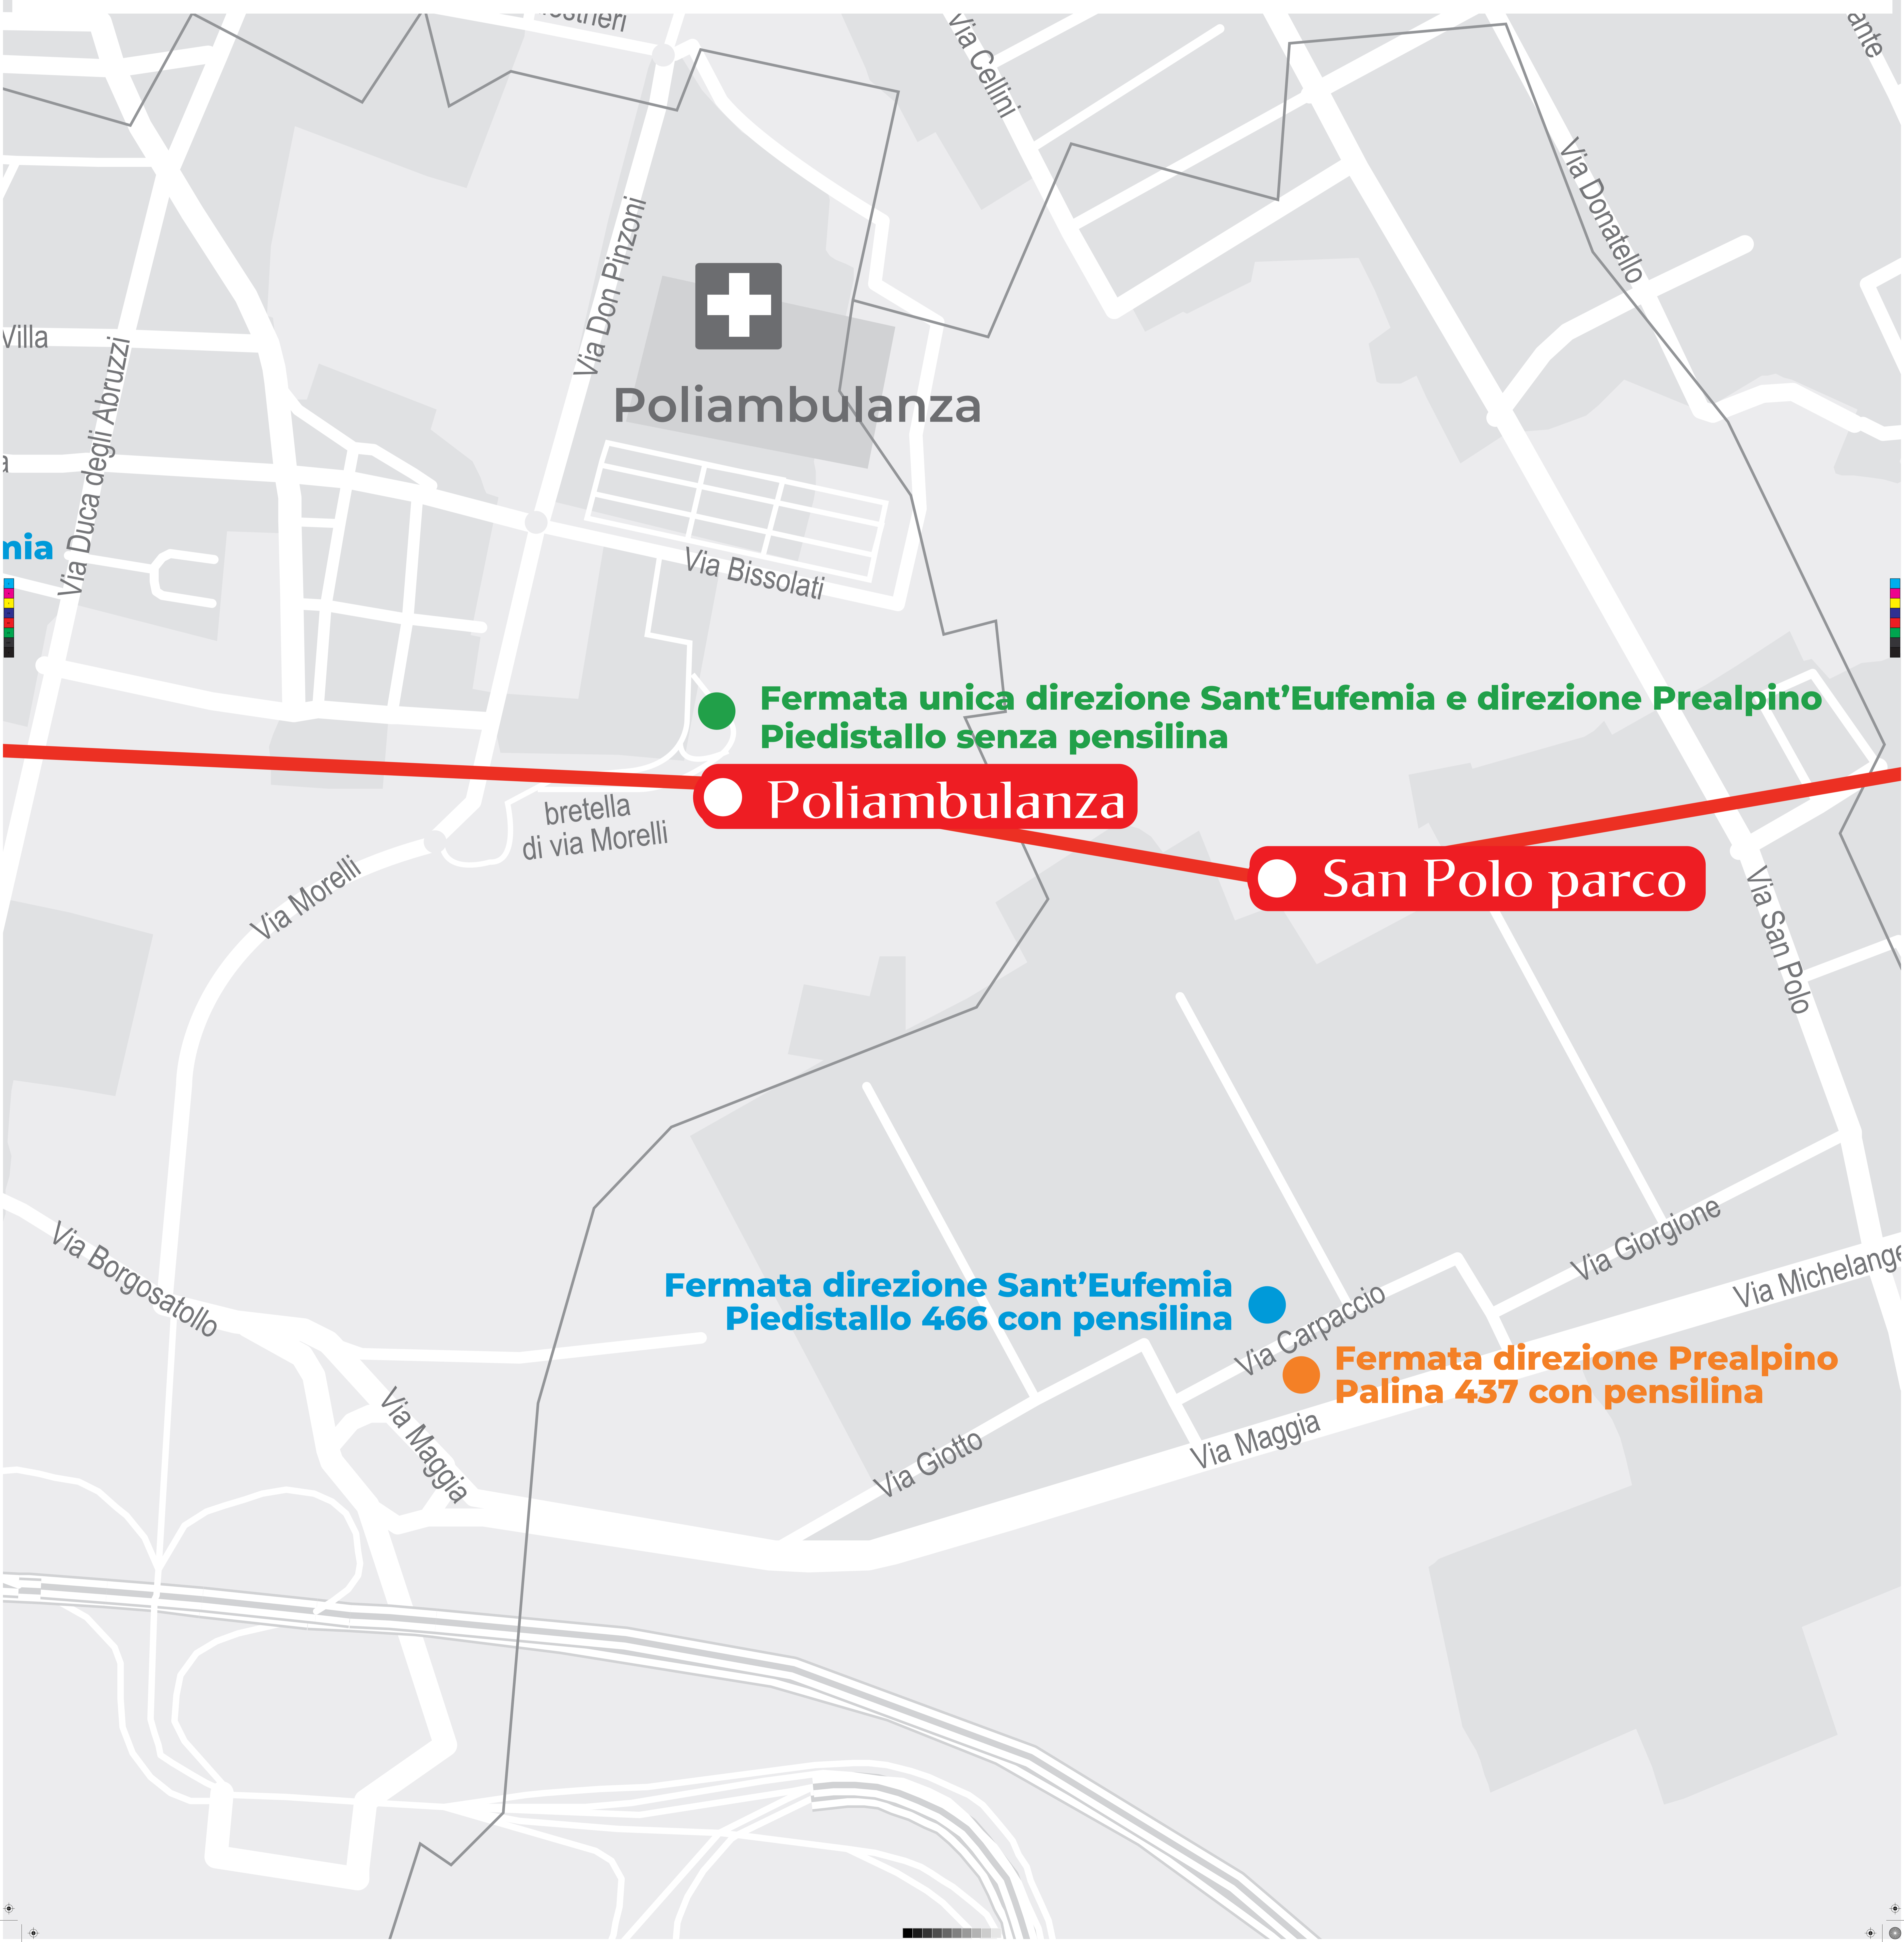 Via Cellini
Via Donatello
Via Don Pinzoni
Villa
Via Duca degli Abruzzi
Poliambulanza
Via Bissolati
Fermata unica direzione Sant’Eufemia e direzione Prealpino
Piedistallo senza pensilina
Poliambulanza
bretella
di via Morelli
San Polo parco
Via Morelli
Via San Polo
Via Borgosatollo
Via Giorgione
Via Michelange
Fermata direzione Sant’Eufemia
Piedistallo 466 con pensilina
Via Carpaccio
Fermata direzione Prealpino
Palina 437 con pensilina
Via Maggia
Via Maggia
Via Giotto